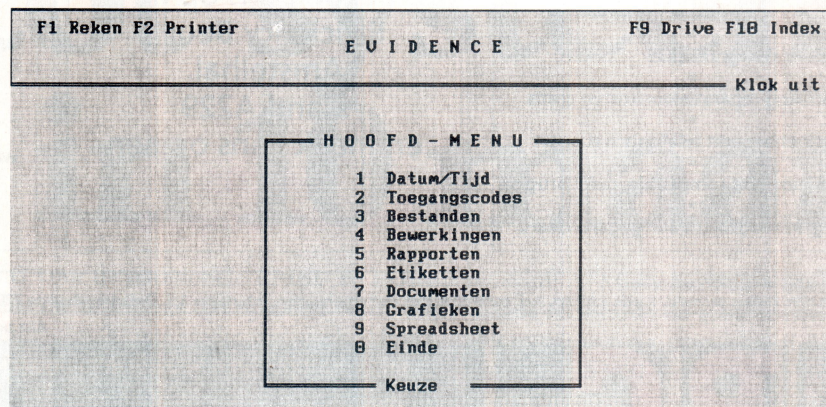 F1 Reken F2 Printer F9 Drive F10 Index
E V I D E N C E
Klok uit
H O O F D - M E N U
1 Datum/Tijd
2 Toegangscodes
3 Bestanden
4 Bewerkingen
5 Rapporten
6 Etiketten
7 Documenten
8 Grafieken
9 Spreadsheet
0 Einde
Keuze